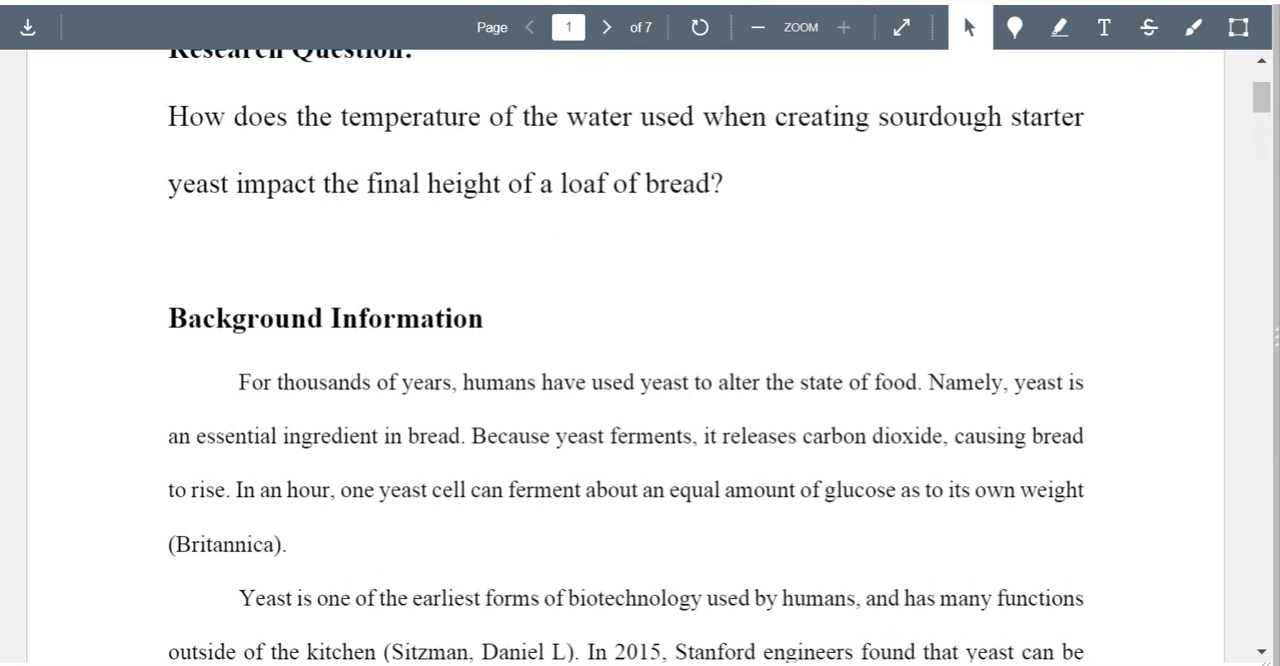 Page 1 of 7 ZOOM T S
Research Question:
How does the temperature of the water used when creating sourdough starter
yeast impact the final height of a loaf of bread?
Background Information
For thousands of years, humans have used yeast to alter the state of food. Namely, yeast is
an essential ingredient in bread. Because yeast ferments, it releases carbon dioxide, causing bread
to rise. In an hour, one yeast cell can ferment about an equal amount of glucose as to its own weight
(Britannica).
Yeast is one of the earliest forms of biotechnology used by humans, and has many functions
outside of the kitchen (Sitzman, Daniel L). In 2015, Stanford engineers found that yeast can be